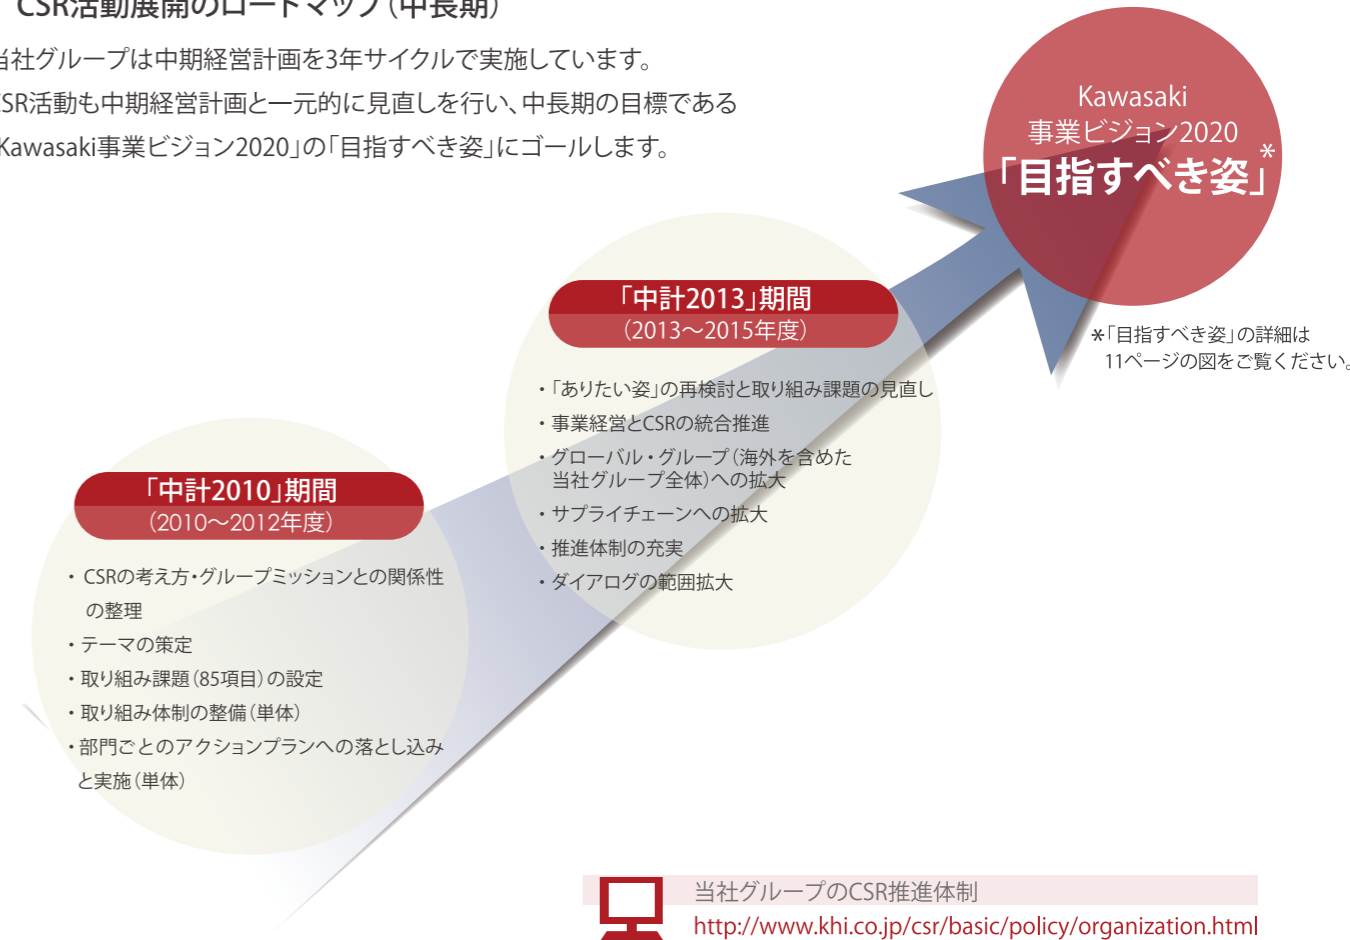 CSR活動展開のロードマップ（中長期）
当社グループは中期経営計画を3年サイクルで実施しています。
CSR活動も中期経営計画と一元的に見直しを行い、中長期の目標である
Kawasaki事業ビジョン2020」の「目指すべき姿」にゴールします。
Kawasaki
事業ビジョン2020
「目指すべき姿」*
*「目指すべき姿」の詳細は
11ページの図をご覧ください。
「中計2013」期間
（2013～2015年度）
・「ありたい姿」の再検討と取り組み課題の見直し
・事業経営とCSRの統合推進
・グローバル・グループ（海外を含めた
当社グループ全体）への拡大
・サプライチェーンへの拡大
・推進体制の充実
・ダイアログの範囲拡大
「中計2010」期間
（2010～2012年度）
・CSRの考え方・グループミッションとの関係性
の整理
・テーマの策定
・取り組み課題（85項目）の設定
・取り組み体制の整備（単体）
・部門ごとのアクションプランへの落とし込み
と実施（単体）
当社グループのCSR推進体制
http://www.khi.co.jp/csr/basic/policy/organization.html